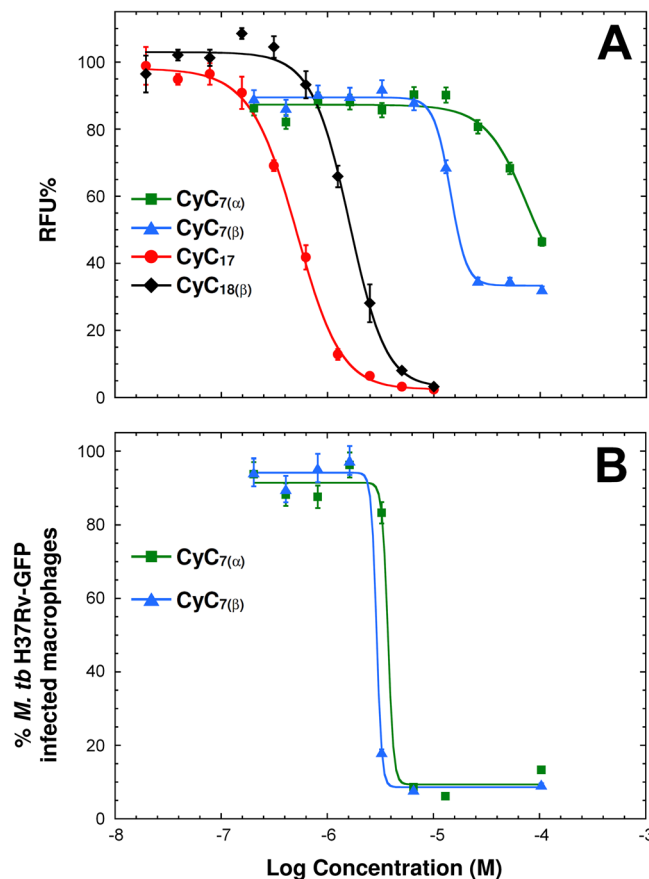 A
100
80
60
40
20
0
RFU%
CyC7(α)
CyC7(β)
CyC17
CyC18(β)
B
100
80
60
40
20
0
% M. tb H37Rv-GFP
infected macrophages
CyC7(α)
CyC7(β)
-8 -7 -6 -5 -4 -3
Log Concentration (M)